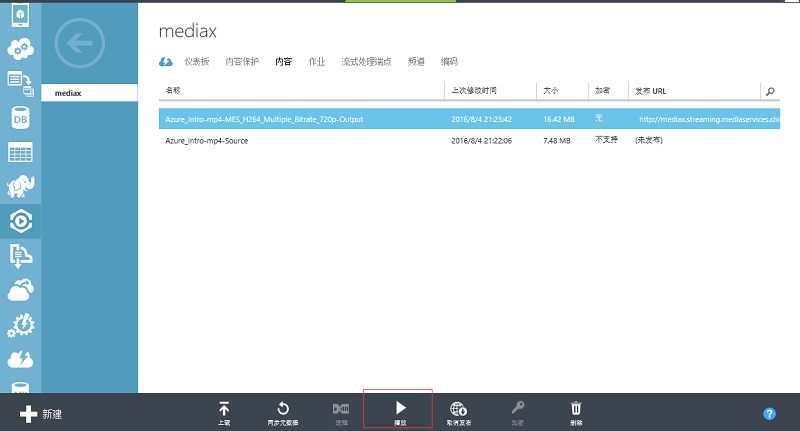 mediax
仪表板 内容保护 内容 作业 流式处理端点 频道 编码
mediax
名称 上次修改时间 大小 加密 发布 URL
Azure_Intro-mp4-MES_H264_Multiple_Bitrate_720p-Output 2016/8/4 21:25:42 16.42 MB 无 http://mediax.streaming.mediaservices.chi
Azure_Intro-mp4-Source 2016/8/4 21:22:06 7.48 MB 不支持 (未发布)
DB
新建 上载 同步元数据 播放 取消发布 加密 删除 ?